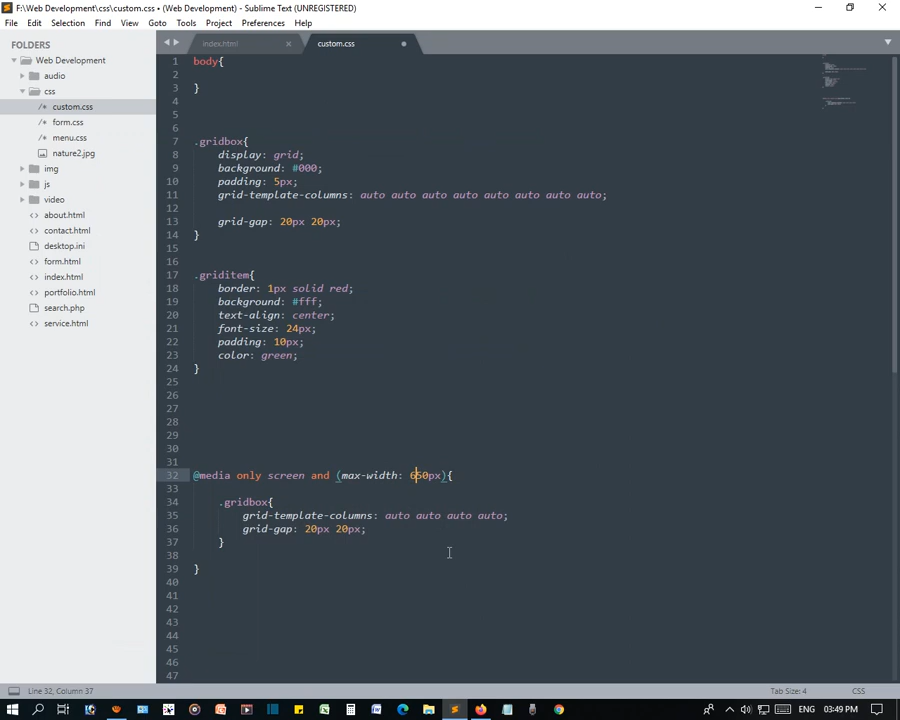 F:\Web Development\css\custom.css • (Web Development) - Sublime Text (UNREGISTERED)
File Edit Selection Find View Goto Tools Project Preferences Help
FOLDERS
Web Development
audio
css
custom.css
form.css
menu.css
nature2.jpg
img
js
video
about.html
contact.html
desktop.ini
form.html
index.html
portfolio.html
search.php
service.html
index.html
custom.css
1 body{
2
3 }
4
5
6
7 .gridbox{
8 display: grid;
9 background: #000;
10 padding: 5px;
11 grid-template-columns: auto auto auto auto auto auto auto auto;
12
13 grid-gap: 20px 20px;
14 }
15
16
17 .griditem{
18 border: 1px solid red;
19 background: #fff;
20 text-align: center;
21 font-size: 24px;
22 padding: 10px;
23 color: green;
24 }
25
26
27
28
29
30
31
32 @media only screen and (max-width: 650px){
33
34 .gridbox{
35 grid-template-columns: auto auto auto auto;
36 grid-gap: 20px 20px;
37 }
38
39 }
40
41
42
43
44
45
46
47
Line 32, Column 37
Tab Size: 4
CSS
ENG
03:49 PM